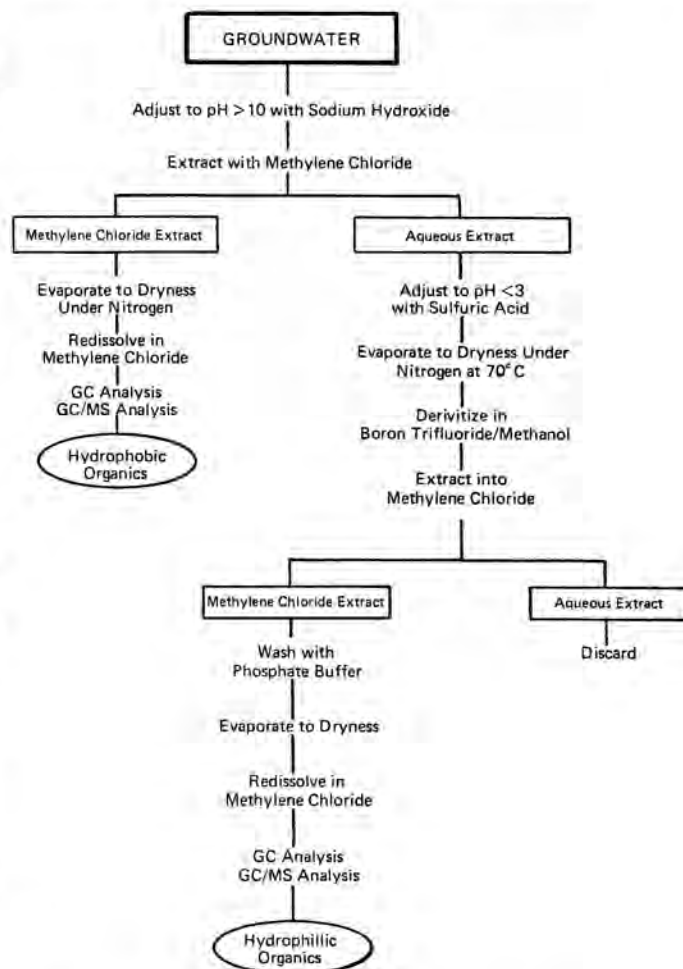 GROUNDWATER
Adjust to pH > 10 with Sodium Hydroxide
Extract with Methylene Chloride
Methylene Chloride Extract
Evaporate to Dryness
Under Nitrogen
Redissolve in
Methylene Chloride
GC Analysis
GC/MS Analysis
Hydrophobic
Organics
Aqueous Extract
Adjust to pH <3
with Sulfuric Acid
Evaporate to Dryness Under
Nitrogen at 70°C
Derivitize in
Boron Trifluoride/Methanol
Extract into
Methylene Chloride
Methylene Chloride Extract
Wash with
Phosphate Buffer
Evaporate to Dryness
Redissolve in
Methylene Chloride
GC Analysis
GC/MS Analysis
Hydrophillic
Organics
Aqueous Extract
Discard